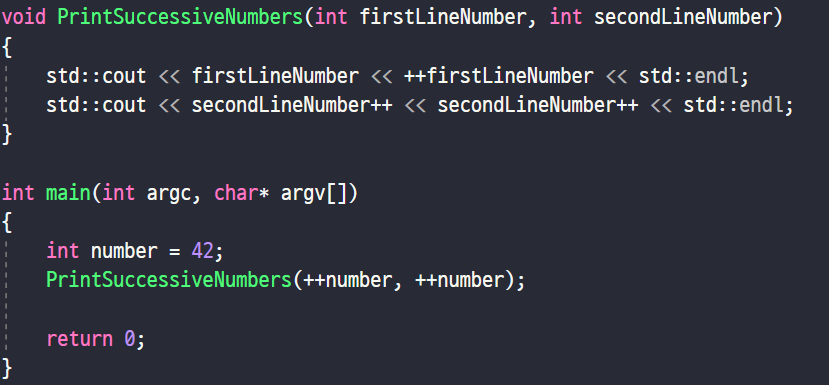 void PrintSuccessiveNumbers(int firstLineNumber, int secondLineNumber)
{
    std::cout << firstLineNumber << ++firstLineNumber << std::endl;
    std::cout << secondLineNumber++ << secondLineNumber++ << std::endl;
}

int main(int argc, char* argv[])
{
    int number = 42;
    PrintSuccessiveNumbers(++number, ++number);

    return 0;
}